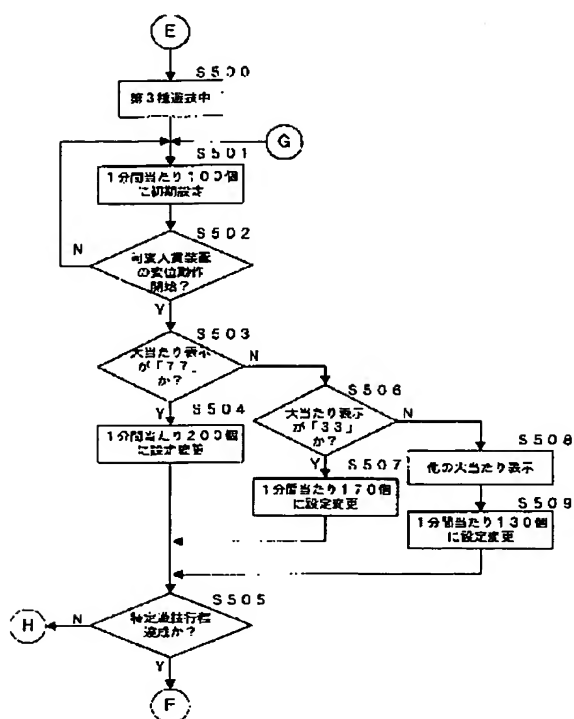 E
S500
第3種遊技中
G
S501
1分間当たり100個
に初期設定
S502
N
可変入賞装置
の変位動作
開始?
Y
S503
大当たり表示
が「77」
か?
N
S506
Y
S504
1分間当たり200個
に設定変更
大当たり表示
が「33」
か?
N
S508
他の大当たり表示
Y
S507
1分間当たり170個
に設定変更
S509
1分間当たり130個
に設定変更
S505
H
N
特定遊技行程
達成か?
Y
F